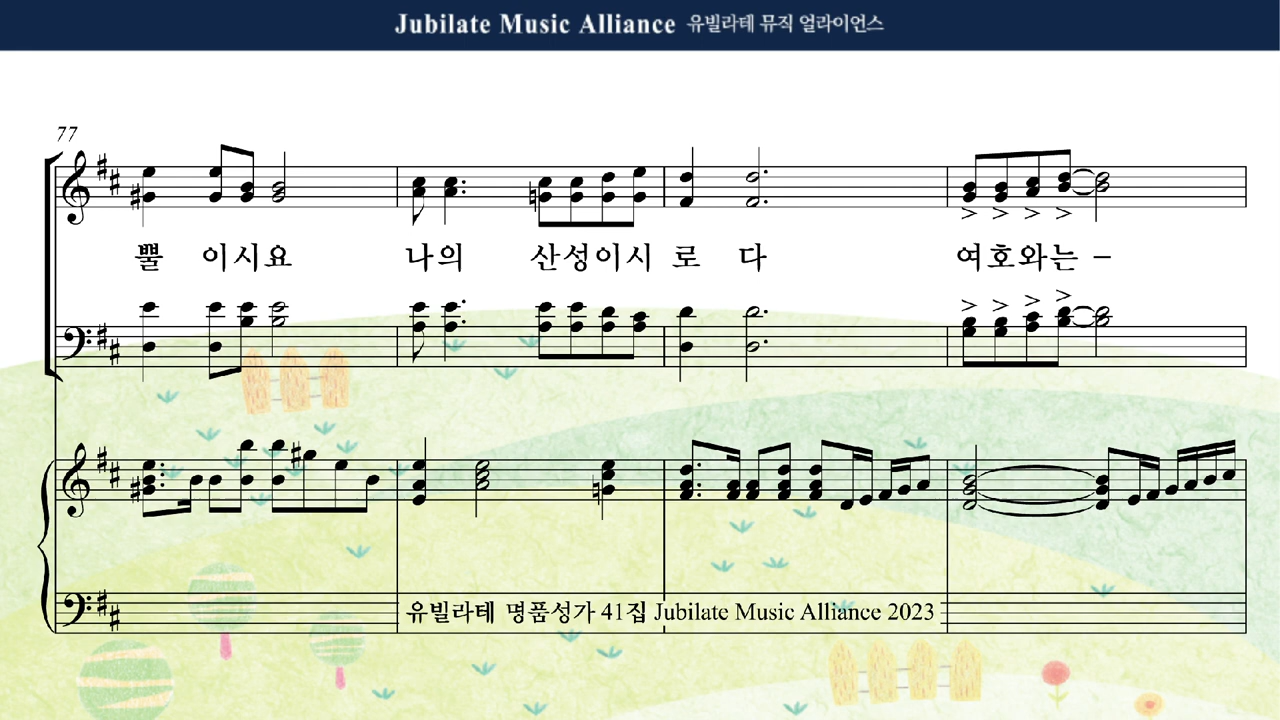 Jubilate Music Alliance 유빌라테 뮤직 얼라이언스
77
뿔 이시요 나의 산성이시 로 다 여호와는 –
유빌라테 명품성가 41집 Jubilate Music Alliance 2023